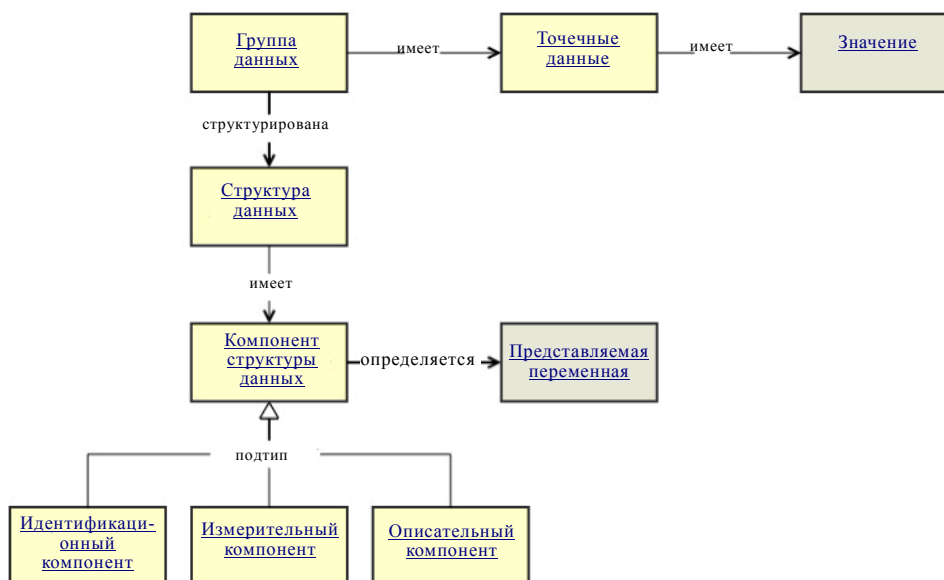 Группа
данных
имеет
Точечные
данные
имеет
Значение
структурирована
Структура
данных
имеет
Компонент
структуры
данных
определяется
Представляемая
переменная
подтип
Идентификаци-
онный
компонент
Измерительный
компонент
Описательный
компонент